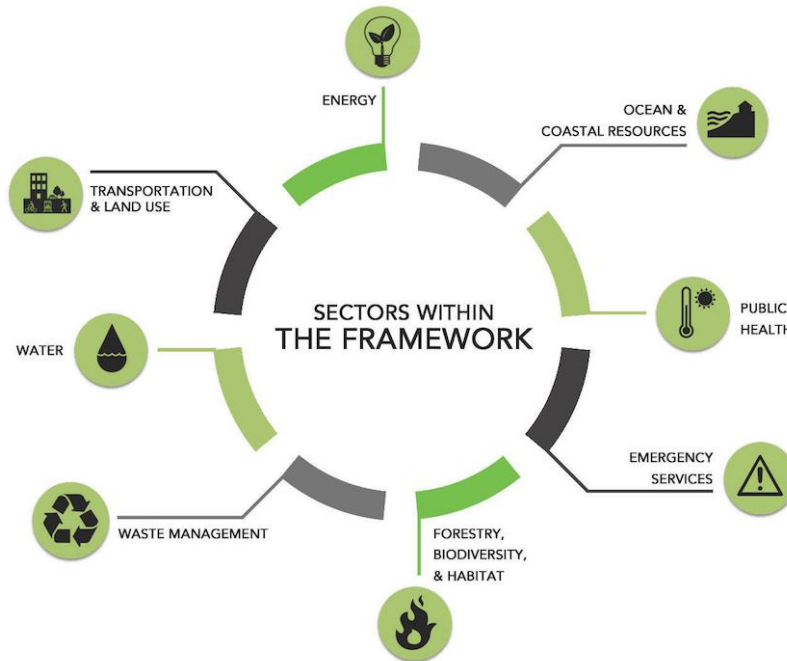 ENERGY
OCEAN &
COASTAL RESOURCES
TRANSPORTATION
& LAND USE
SECTORS WITHIN
THE FRAMEWORK
PUBLIC
HEALTH
WATER
EMERGENCY
SERVICES
WASTE MANAGEMENT
FORESTRY,
BIODIVERSITY,
& HABITAT